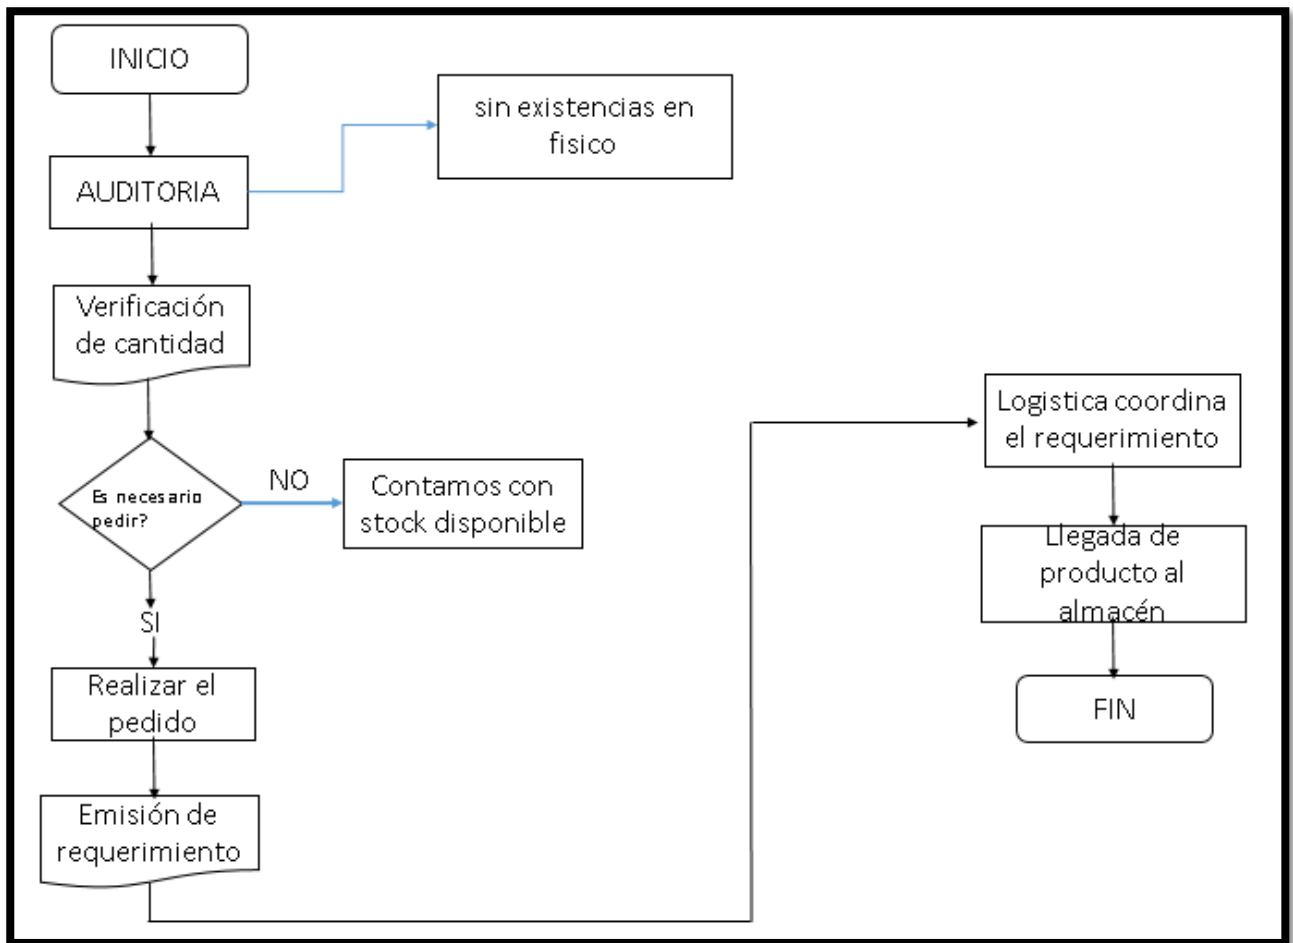 INICIO
sin existencias en
fisico
AUDITORIA
Verificación
de cantidad
Es necesario
pedir?
NO
Contamos con
stock disponible
SI
Realizar el
pedido
Emisión de
requerimiento
Logistica coordina
el requerimiento
Llegada de
producto al
almacén
FIN